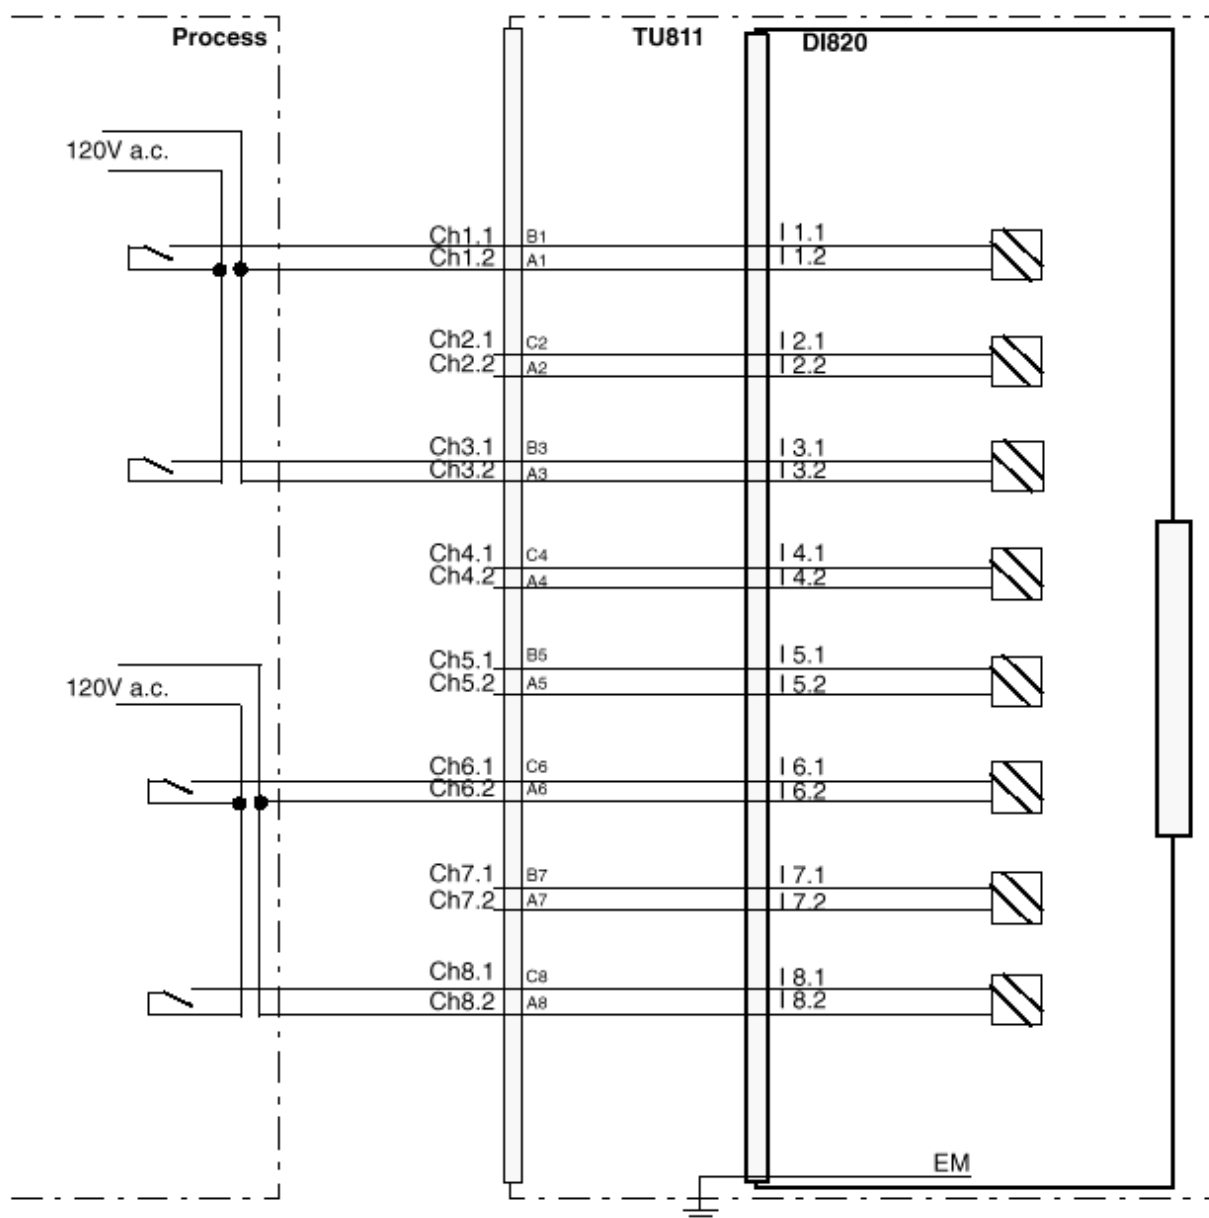 Process
TU811
DI820
120V a.c.
Ch1.1 B1 I 1.1
Ch1.2 A1 I 1.2
Ch2.1 C2 I 2.1
Ch2.2 A2 I 2.2
Ch3.1 B3 I 3.1
Ch3.2 A3 I 3.2
Ch4.1 C4 I 4.1
Ch4.2 A4 I 4.2
Ch5.1 B5 I 5.1
120V a.c.
Ch5.2 A5 I 5.2
Ch6.1 C6 I 6.1
Ch6.2 A6 I 6.2
Ch7.1 B7 I 7.1
Ch7.2 A7 I 7.2
Ch8.1 C8 I 8.1
Ch8.2 A8 I 8.2
EM